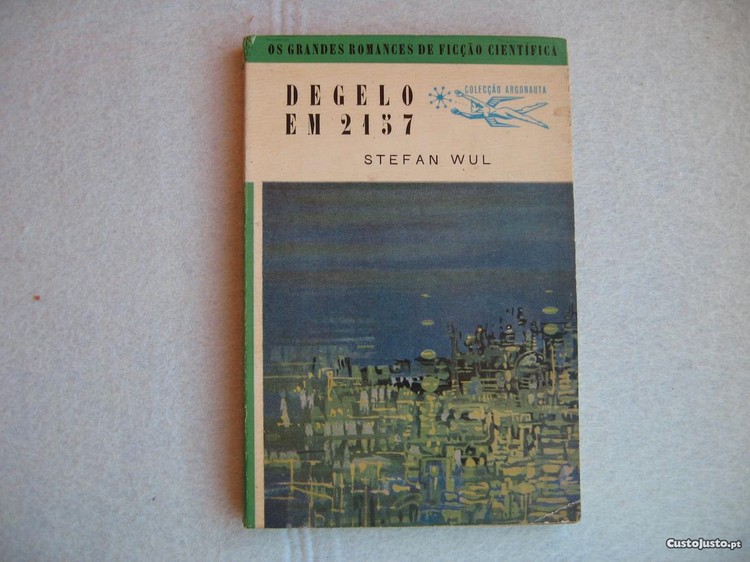 OS GRANDES ROMANCES DE FICÇÃO CIENTÍFICA
DEGELO
EM 2157
COLECÇÃO ARGONAUTA
STEFAN WUL
CustoJusto.pt